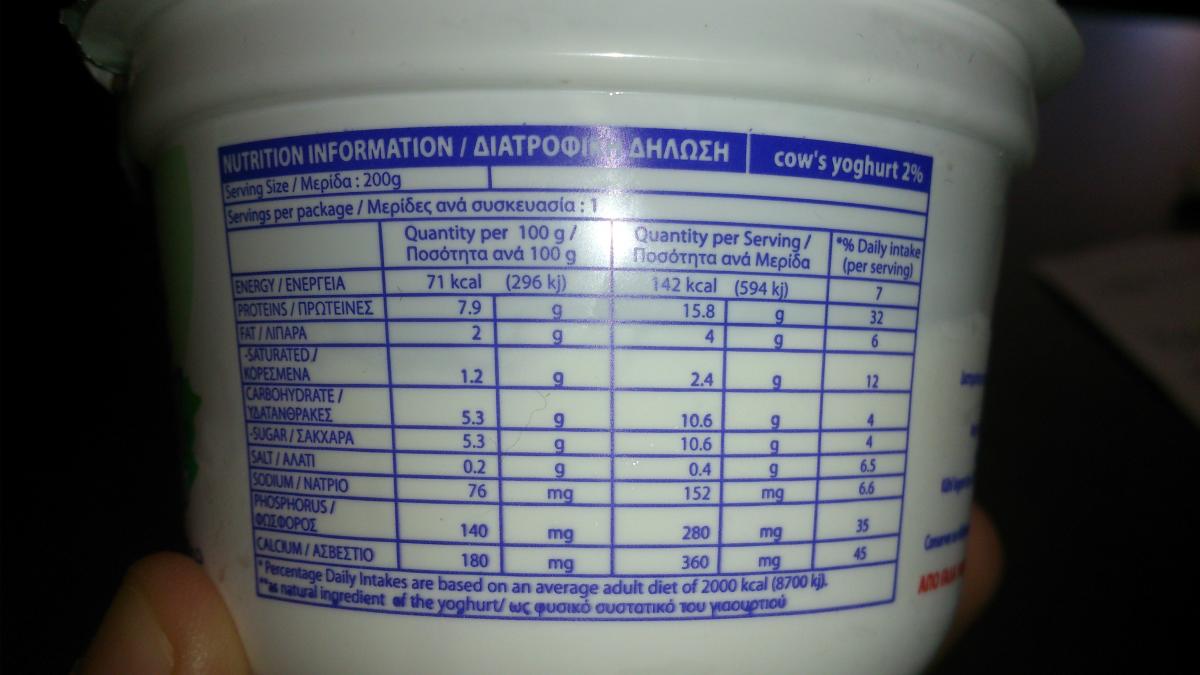 NUTRITION INFORMATION / ΔΙΑΤΡΟΦΙΚΗ ΔΗΛΩΣΗ cow's yoghurt 2%
Serving Size / Μερίδα : 200g
Servings per package / Μερίδες ανά συσκευασία : 1
Quantity per 100 g / Quantity per Serving / *% Daily intake
Ποσότητα ανά 100 g Ποσότητα ανά Μερίδα (per serving)
ENERGY / ΕΝΕΡΓΕΙΑ 71 kcal (296 kj) 142 kcal (594 kj) 7
PROTEINS / ΠΡΩΤΕΙΝΕΣ 7.9 g 15.8 g 32
FAT / ΛΙΠΑΡΑ 2 g 4 g 6
-SATURATED /
ΚΟΡΕΣΜΕΝΑ 1.2 g 2.4 g 12
CARBOHYDRATE /
ΥΔΑΤΑΝΘΡΑΚΕΣ 5.3 g 10.6 g 4
-SUGAR / ΣΑΚΧΑΡΑ 5.3 g 10.6 g 4
SALT / ΑΛΑΤΙ 0.2 g 0.4 g 6.5
SODIUM / ΝΑΤΡΙΟ 76 mg 152 mg 6.6
PHOSPHORUS /
ΦΩΣΦΟΡΟΣ 140 mg 280 mg 35
CALCIUM / ΑΣΒΕΣΤΙΟ 180 mg 360 mg 45
* Percentage Daily Intakes are based on an average adult diet of 2000 kcal (8700 kj).
**as natural ingredient of the yoghurt/ ως φυσικό συστατικό του γιαουρτιού
ΑΠΟ